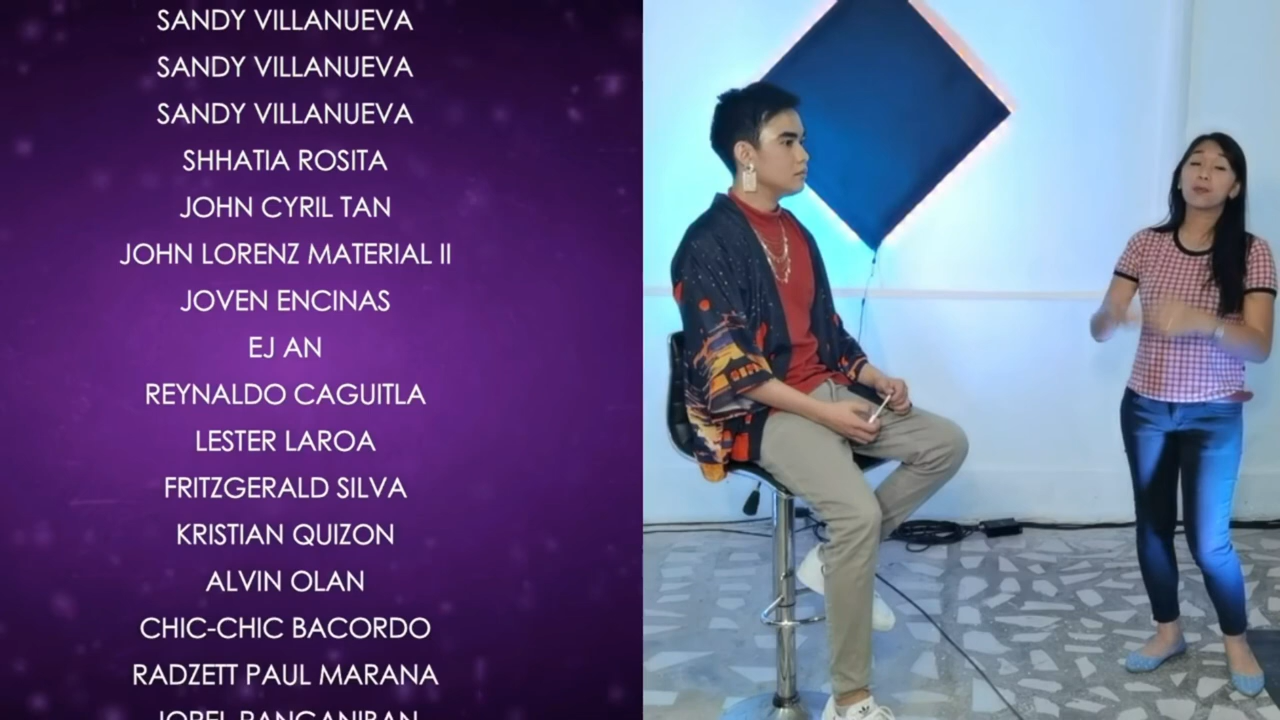 SANDY VILLANUEVA
SANDY VILLANUEVA
SANDY VILLANUEVA
SHHATIA ROSITA
JOHN CYRIL TAN
JOHN LORENZ MATERIAL II
JOVEN ENCINAS
EJ AN
REYNALDO CAGUITLA
LESTER LAROA
FRITZGERALD SILVA
KRISTIAN QUIZON
ALVIN OLAN
CHIC-CHIC BACORDO
RADZETT PAUL MARANA